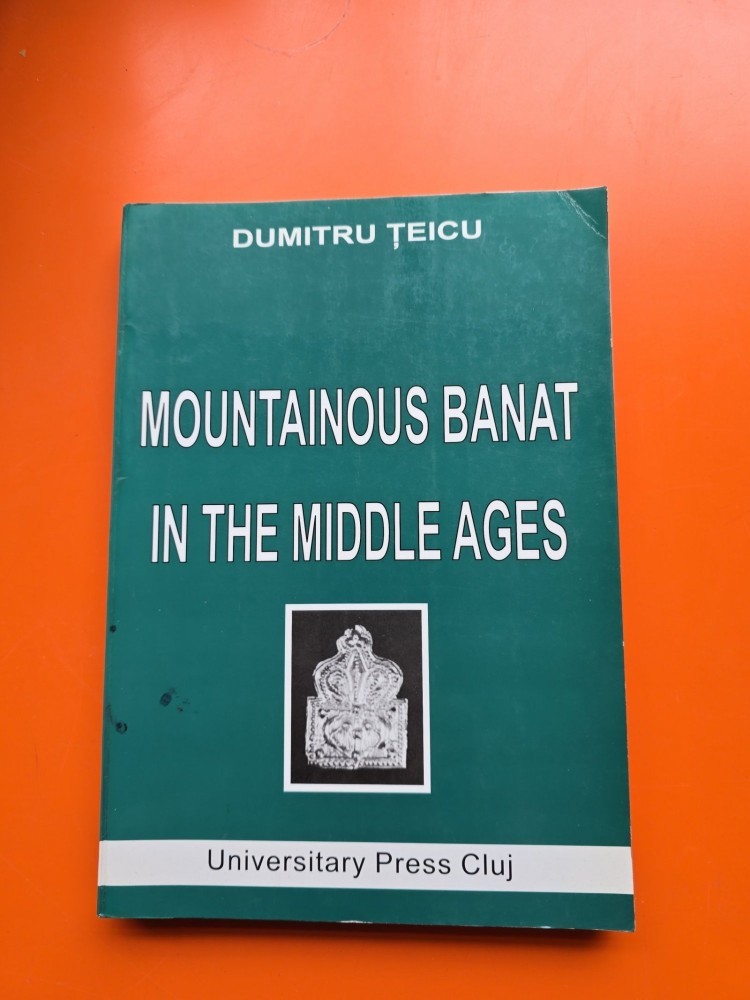 DUMITRU ȚEICU
MOUNTAINOUS BANAT
IN THE MIDDLE AGES
Universitary Press Cluj